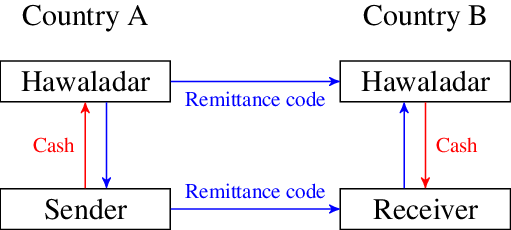 Country A
Country B
Hawaladar
Hawaladar
Remittance code
Cash
Cash
Remittance code
Sender
Receiver